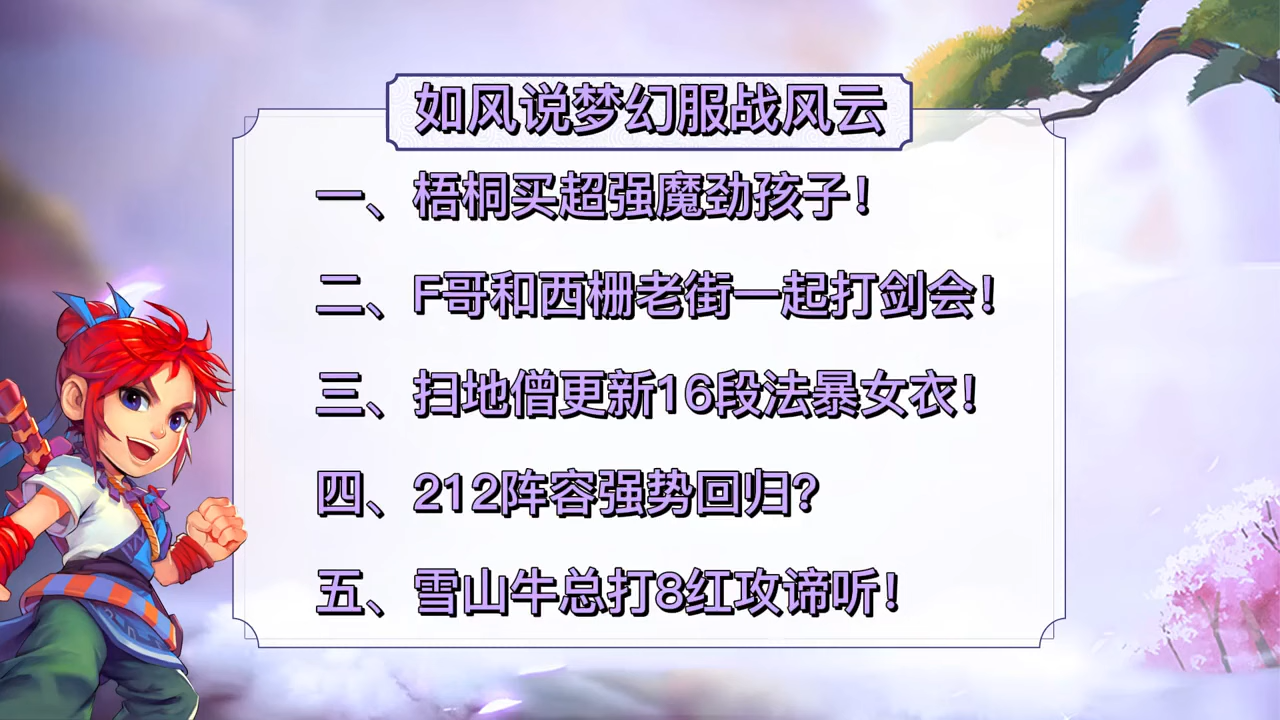 如风说梦幻服战风云
一、梧桐买超强魔劲孩子！
二、F哥和西栅老街一起打剑会！
三、扫地僧更新16段法暴女衣！
四、212阵容强势回归？
五、雪山牛总打8红攻谛听！